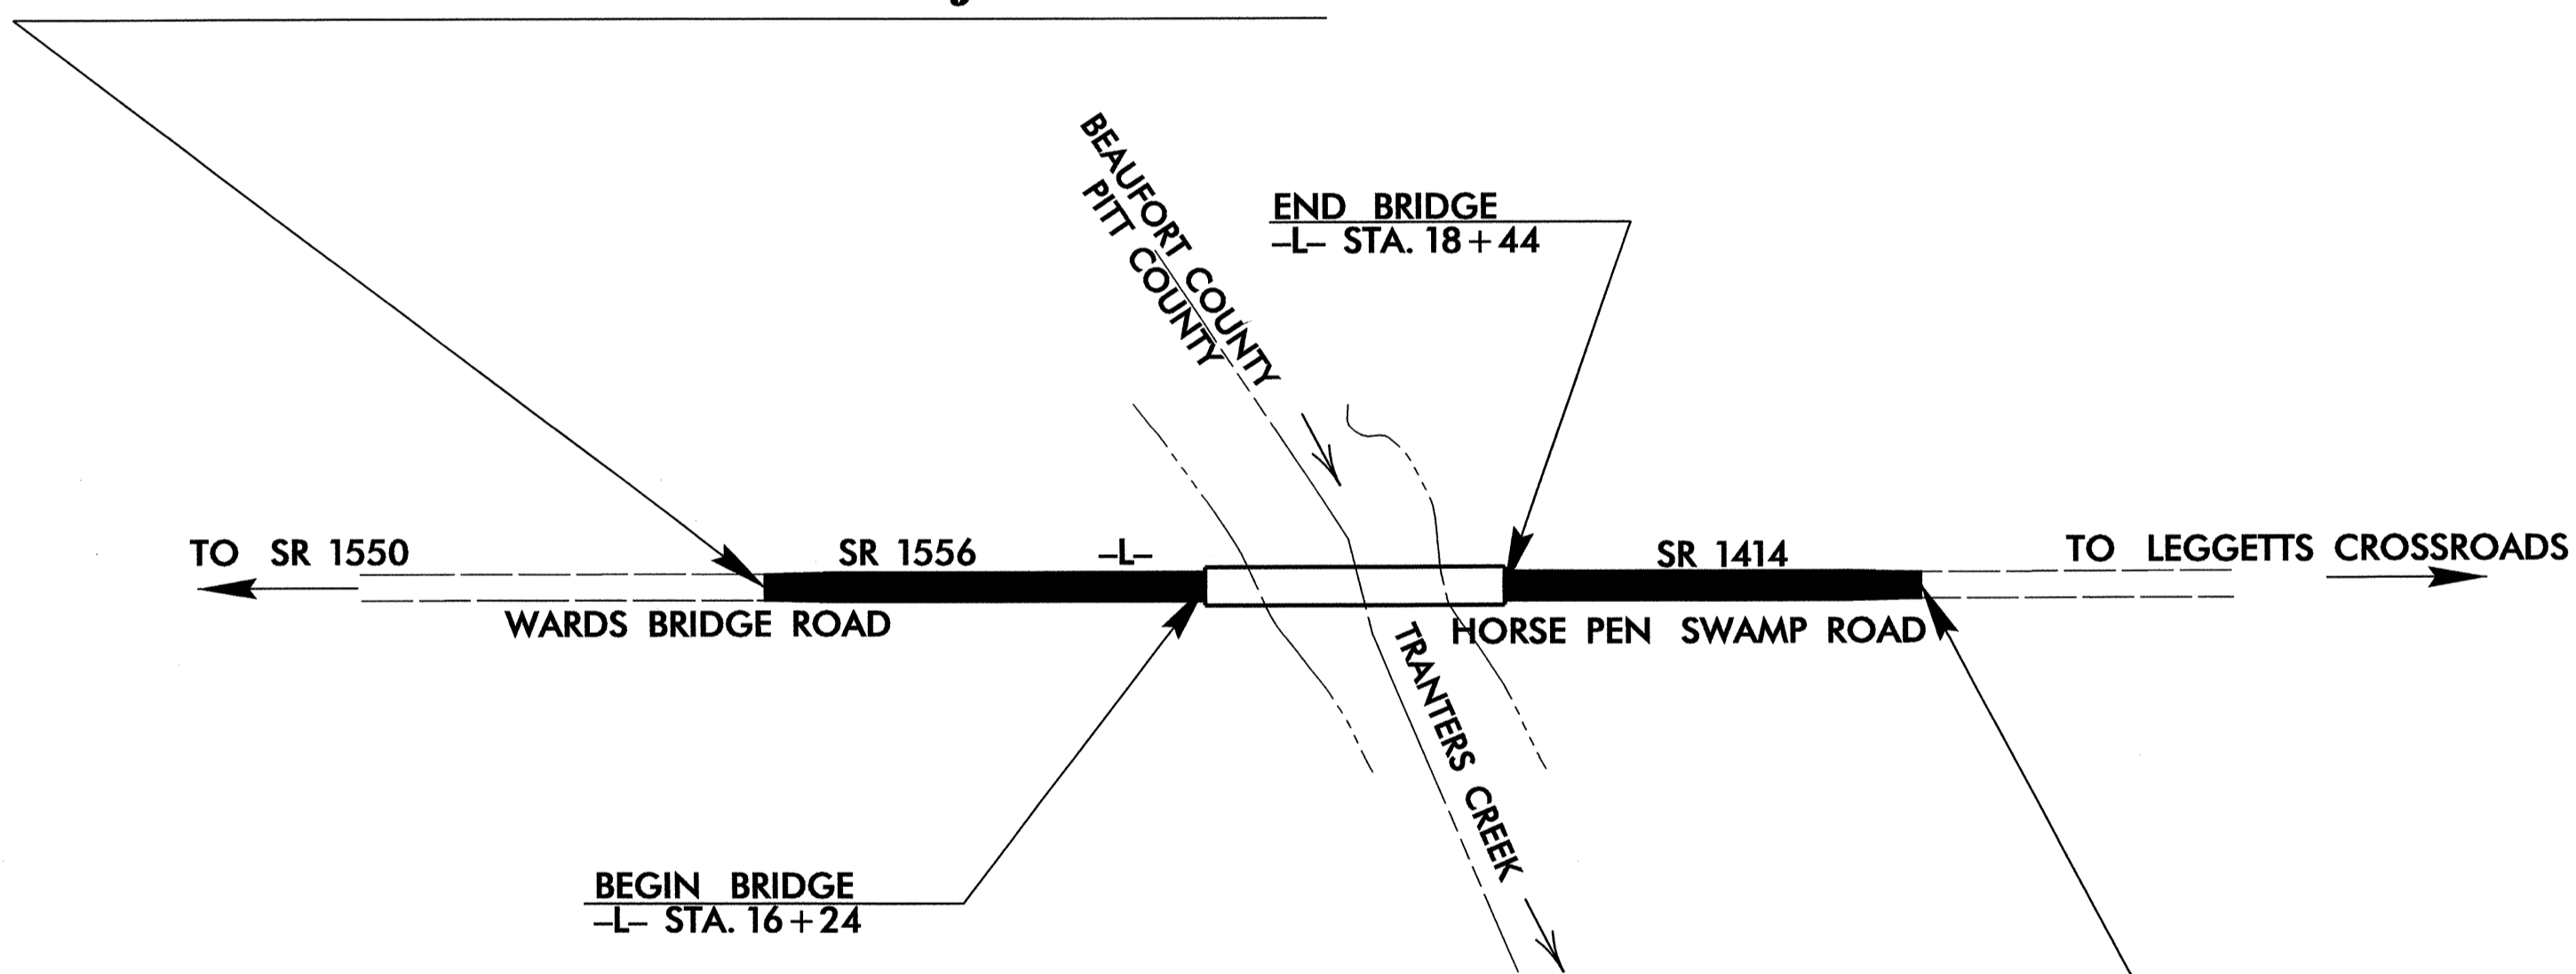 BEAUFORT COUNTY
PITT COUNTY
END BRIDGE
-L- STA. 18+44
TO SR 1550
SR 1556
-L-
SR 1414
TO LEGGETTS CROSSROADS
WARDS BRIDGE ROAD
HORSE PEN SWAMP ROAD
TRANTERS CREEK
BEGIN BRIDGE
-L- STA. 16+24